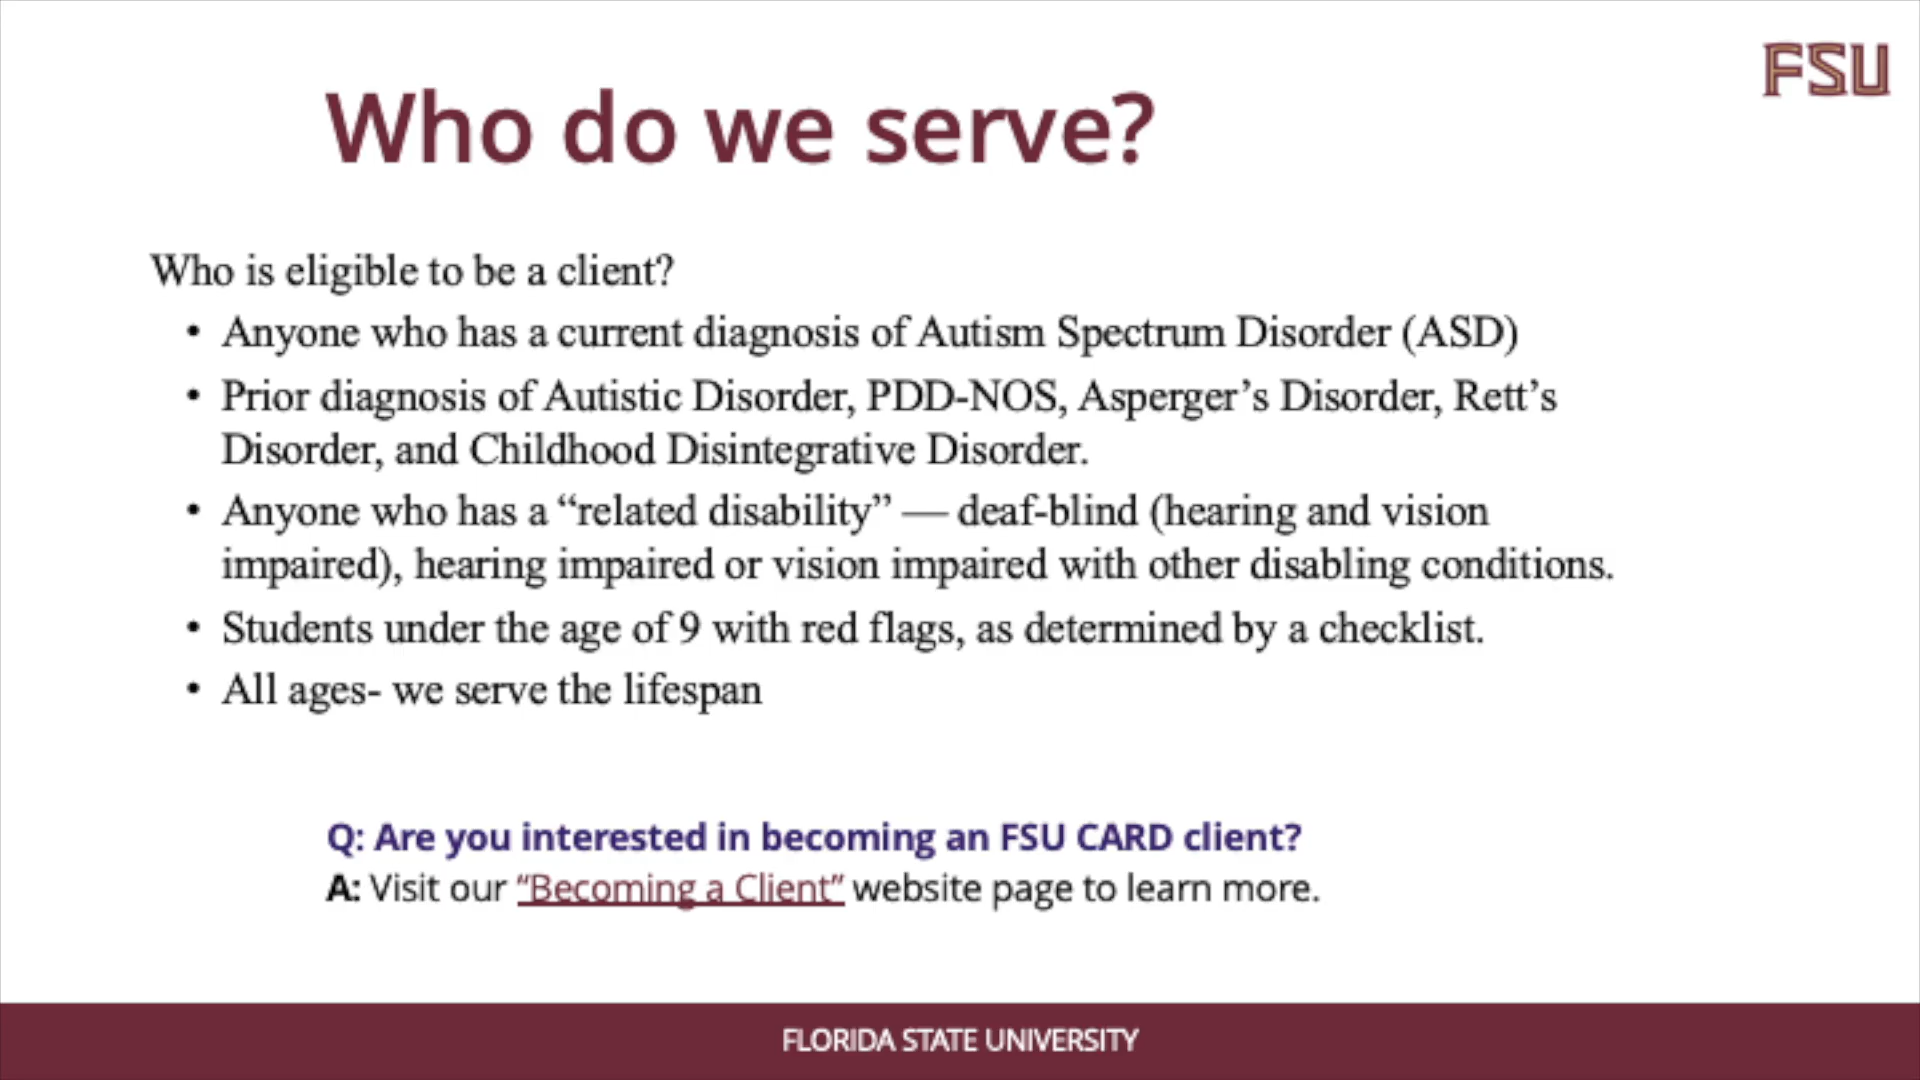 FSU
Who do we serve?
Who is eligible to be a client?
• Anyone who has a current diagnosis of Autism Spectrum Disorder (ASD)
• Prior diagnosis of Autistic Disorder, PDD-NOS, Asperger’s Disorder, Rett’s
Disorder, and Childhood Disintegrative Disorder.
• Anyone who has a “related disability” — deaf-blind (hearing and vision
impaired), hearing impaired or vision impaired with other disabling conditions.
• Students under the age of 9 with red flags, as determined by a checklist.
• All ages- we serve the lifespan
Q: Are you interested in becoming an FSU CARD client?
A: Visit our “Becoming a Client” website page to learn more.
FLORIDA STATE UNIVERSITY